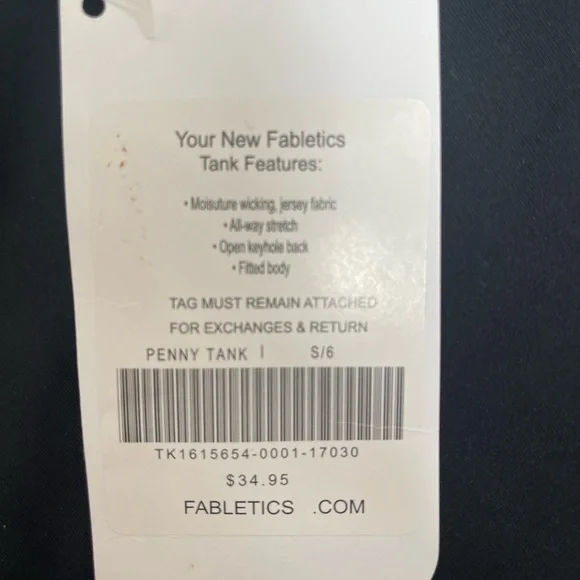 Your New Fabletics
Tank Features:
• Moisuture wicking, jersey fabric
• All-way stretch
• Open keyhole back
• Fitted body
TAG MUST REMAIN ATTACHED
FOR EXCHANGES & RETURN
PENNY TANK | S/6
TK1615654-0001-17030
$34.95
FABLETICS .COM